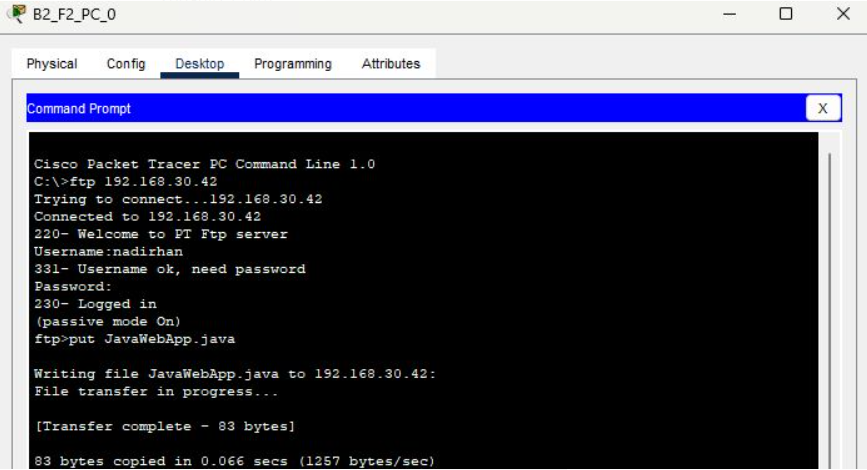 B2_F2_PC_0
Physical Config Desktop Programming Attributes
Command Prompt X
Cisco Packet Tracer PC Command Line 1.0
C:\>ftp 192.168.30.42
Trying to connect...192.168.30.42
Connected to 192.168.30.42
220- Welcome to PT Ftp server
Username:nadirhan
331- Username ok, need password
Password:
230- Logged in
(passive mode On)
ftp>put JavaWebApp.java
Writing file JavaWebApp.java to 192.168.30.42:
File transfer in progress...
[Transfer complete - 83 bytes]
83 bytes copied in 0.066 secs (1257 bytes/sec)